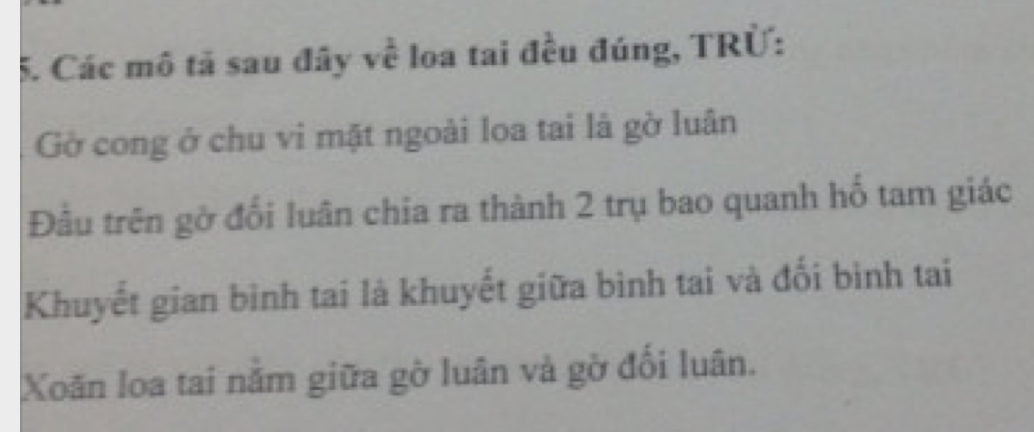 5. Các mô tả sau đây về loa tai đều đúng, TRỪ:
Gờ cong ở chu vi mặt ngoài loa tai là gờ luân
Đầu trên gờ đối luân chia ra thành 2 trụ bao quanh hố tam giác
Khuyết gian bình tai là khuyết giữa bình tai và đối bình tai
Xoăn loa tai nằm giữa gờ luân và gờ đối luân.